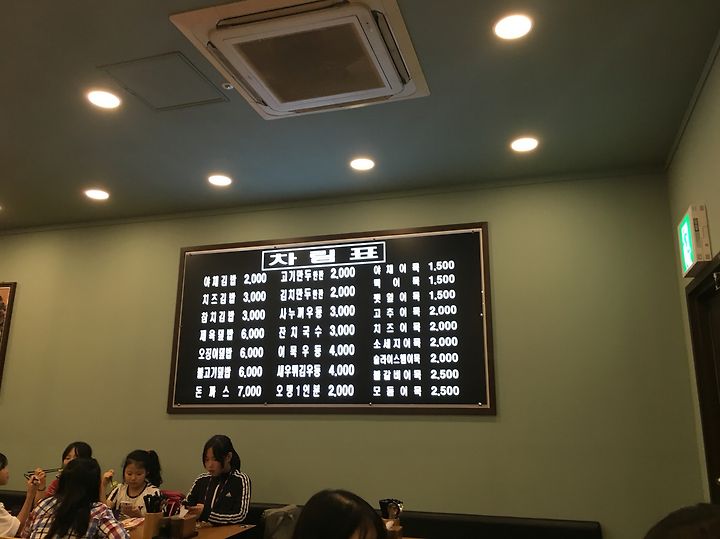 차림표
야채김밥 2,000
치즈김밥 3,000
참치김밥 3,000
제육덮밥 6,000
오징어덮밥 6,000
불고기덮밥 6,000
돈까스 7,000
고기만두한판 2,000
김치만두한판 2,000
사누끼우동 3,000
잔치국수 3,000
어묵우동 4,000
새우튀김우동 4,000
오뎅1인분 2,000
야채어묵 1,500
떡어묵 1,500
맛살어묵 1,500
고추어묵 2,000
치즈어묵 2,000
소세지어묵 2,000
슬라이스햄어묵 2,000
불갈비어묵 2,500
모듬어묵 2,500